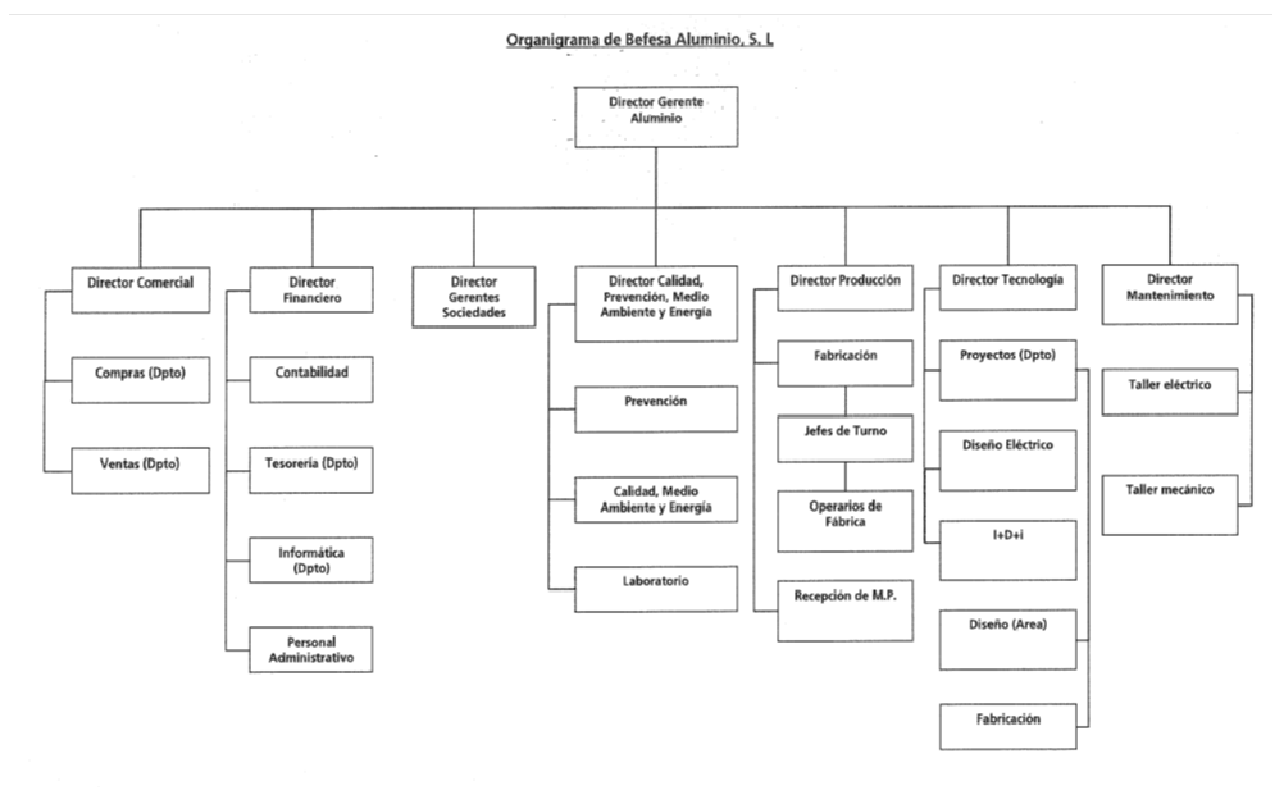 Organigrama de Befesa Aluminio, S. L
Director Gerente
Aluminio
Director Comercial
Compras (Dpto)
Ventas (Dpto)
Director
Financiero
Contabilidad
Tesorería (Dpto)
Informática
(Dpto)
Personal
Administrativo
Director
Gerentes
Sociedades
Director Calidad,
Prevención, Medio
Ambiente y Energía
Prevención
Calidad, Medio
Ambiente y Energía
Laboratorio
Director Producción
Fabricación
Jefes de Turno
Operarios de
Fábrica
Recepción de M.P.
Director Tecnología
Proyectos (Dpto)
Diseño Eléctrico
I+D+i
Diseño (Area)
Fabricación
Director
Mantenimiento
Taller eléctrico
Taller mecánico